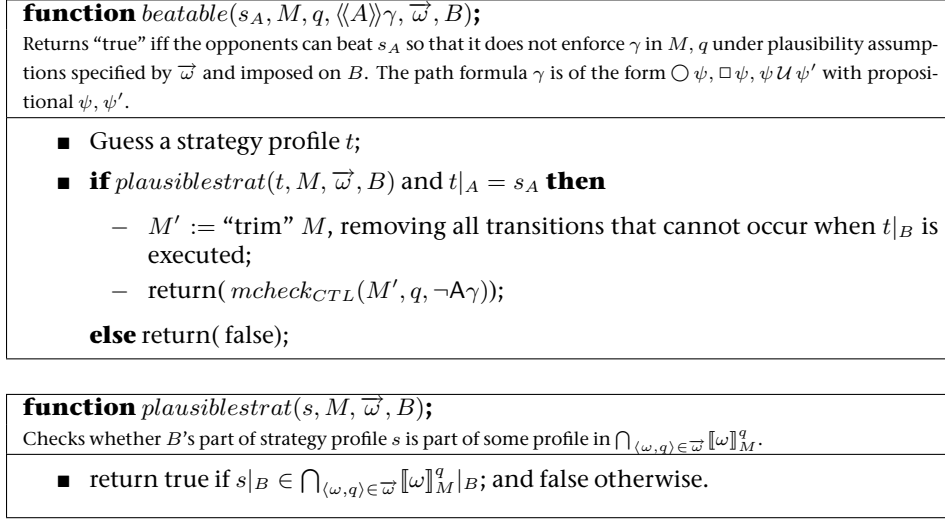 function beatable(s_A, M, q, ⟨⟨A⟩⟩γ, ω⃗, B);
Returns “true” iff the opponents can beat s_A so that it does not enforce γ in M, q under plausibility assump-
tions specified by ω⃗ and imposed on B. The path formula γ is of the form ○ψ, □ψ, ψ U ψ′ with proposi-
tional ψ, ψ′.
■ Guess a strategy profile t;
■ if plausiblestrat(t, M, ω⃗, B) and t|_A = s_A then
– M′ := “trim” M, removing all transitions that cannot occur when t|_B is
executed;
– return( mcheck_CTL(M′, q, ¬Aγ));
else return( false);
function plausiblestrat(s, M, ω⃗, B);
Checks whether B’s part of strategy profile s is part of some profile in ⋂_{⟨ω,q⟩∈ω⃗} ⟦ω⟧^q_M.
■ return true if s|_B ∈ ⋂_{⟨ω,q⟩∈ω⃗} ⟦ω⟧^q_M|_B; and false otherwise.